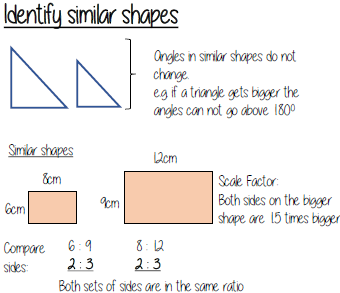 Identify similar shapes
Angles in similar shapes do not
change.
e.g. if a triangle gets bigger the
angles can not go above 180°
Similar shapes
8cm
6cm
12cm
9cm
Scale Factor:
Both sides on the bigger
shape are 1.5 times bigger
Compare
sides:
6 : 9
2 : 3
8 : 12
2 : 3
Both sets of sides are in the same ratio